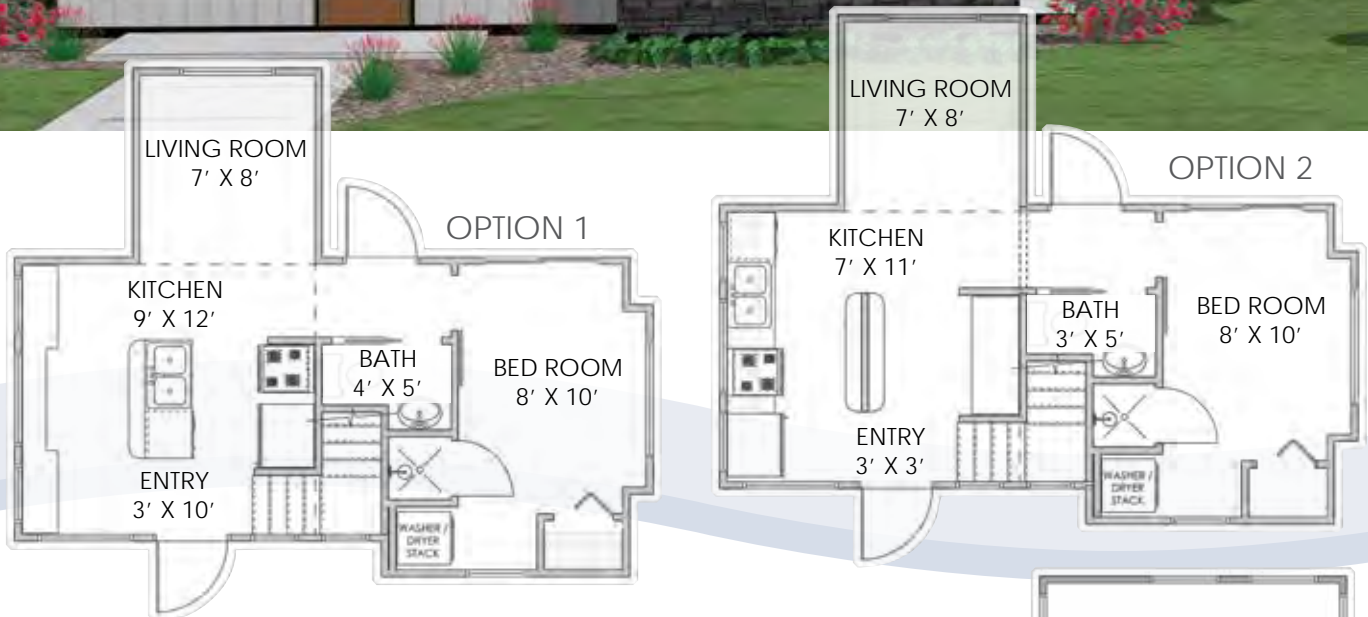 LIVING ROOM
7' X 8'
OPTION 1
KITCHEN
9' X 12'
BATH
4' X 5'
BED ROOM
8' X 10'
ENTRY
3' X 10'
WASHER /
DRYER
STACK
LIVING ROOM
7' X 8'
OPTION 2
KITCHEN
7' X 11'
BATH
3' X 5'
BED ROOM
8' X 10'
ENTRY
3' X 3'
WASHER /
DRYER
STACK